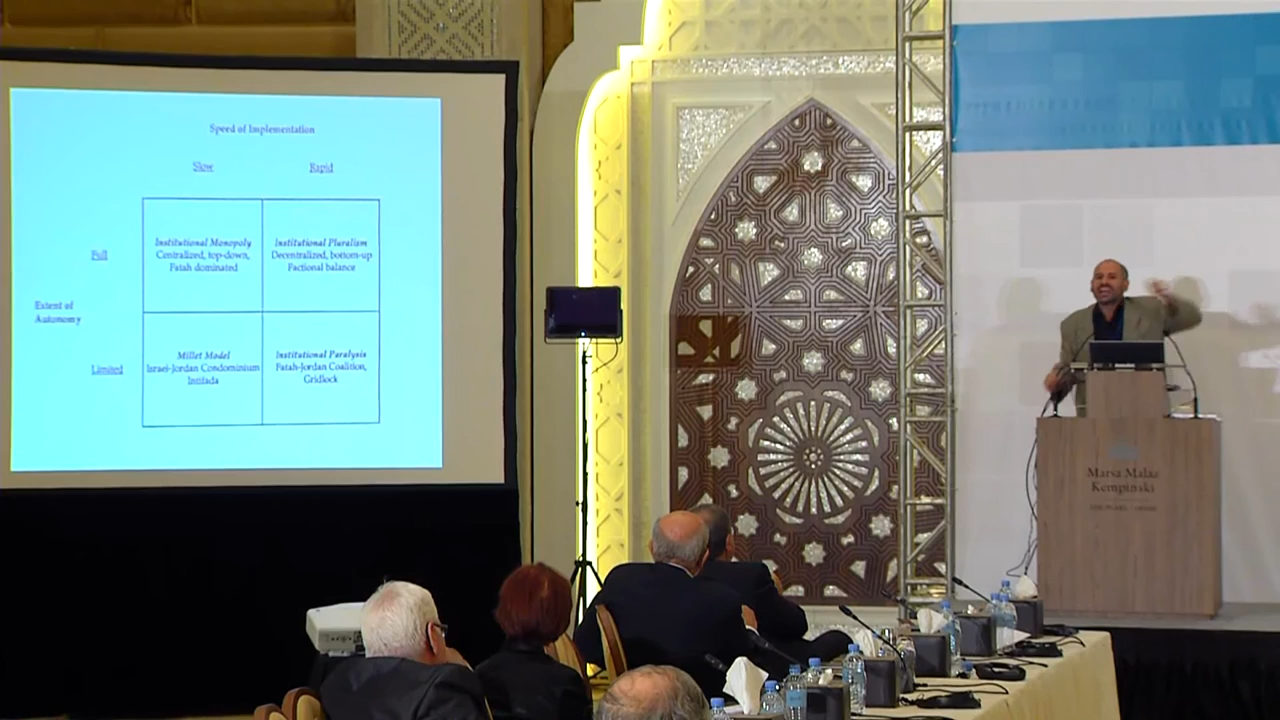 Speed of Implementation
Slow Rapid
Full
Institutional Monopoly
Centralized, top-down,
Fatah dominated
Institutional Pluralism
Decentralized, bottom-up
Factional balance
Extent of
Autonomy
Limited
Millet Model
Israel-Jordan Condominium
Intifada
Institutional Paralysis
Fatah-Jordan Coalition,
Gridlock
Marsa Malaz
Kempinski